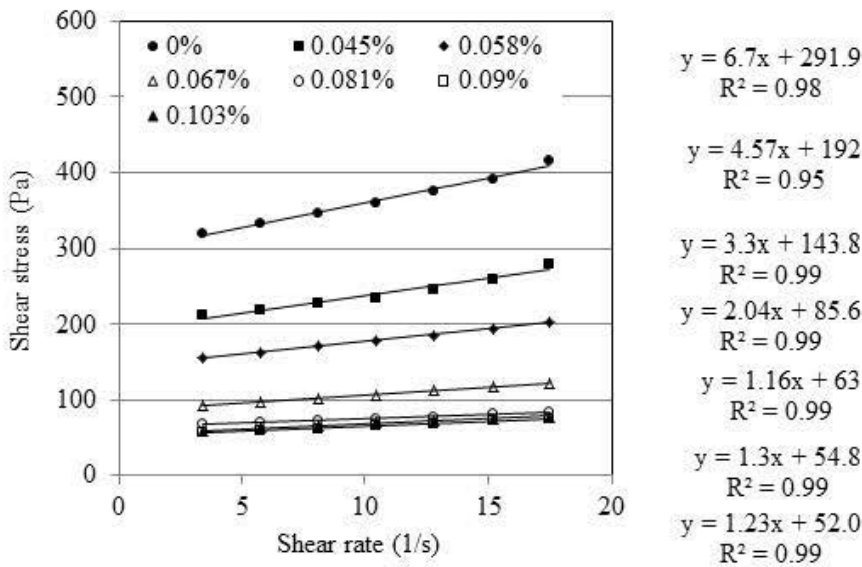 600
500
400
300
200
100
0
Shear stress (Pa)
0% 0.045% 0.058%
0.067% 0.081% 0.09%
0.103%
0 5 10 15 20
Shear rate (1/s)
y = 6.7x + 291.9
R² = 0.98
y = 4.57x + 192
R² = 0.95
y = 3.3x + 143.8
R² = 0.99
y = 2.04x + 85.6
R² = 0.99
y = 1.16x + 63
R² = 0.99
y = 1.3x + 54.8
R² = 0.99
y = 1.23x + 52.0
R² = 0.99